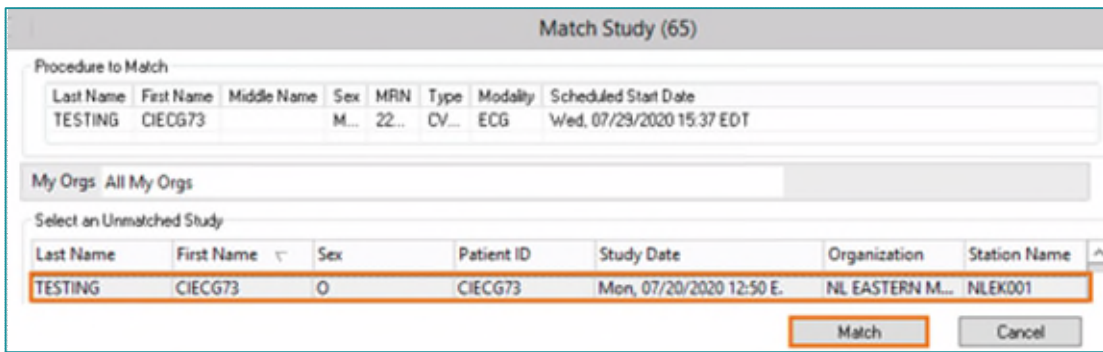 Match Study (65)
Procedure to Match
Last Name First Name Middle Name Sex MRN Type Modality Scheduled Start Date
TESTING CIECG73 M... 22... CV... ECG Wed, 07/29/2020 15:37 EDT
My Orgs All My Orgs
Select an Unmatched Study
Last Name First Name Sex Patient ID Study Date Organization Station Name
TESTING CIECG73 O CIECG73 Mon, 07/20/2020 12:50 E. NL EASTERN M... NLEK001
Match Cancel